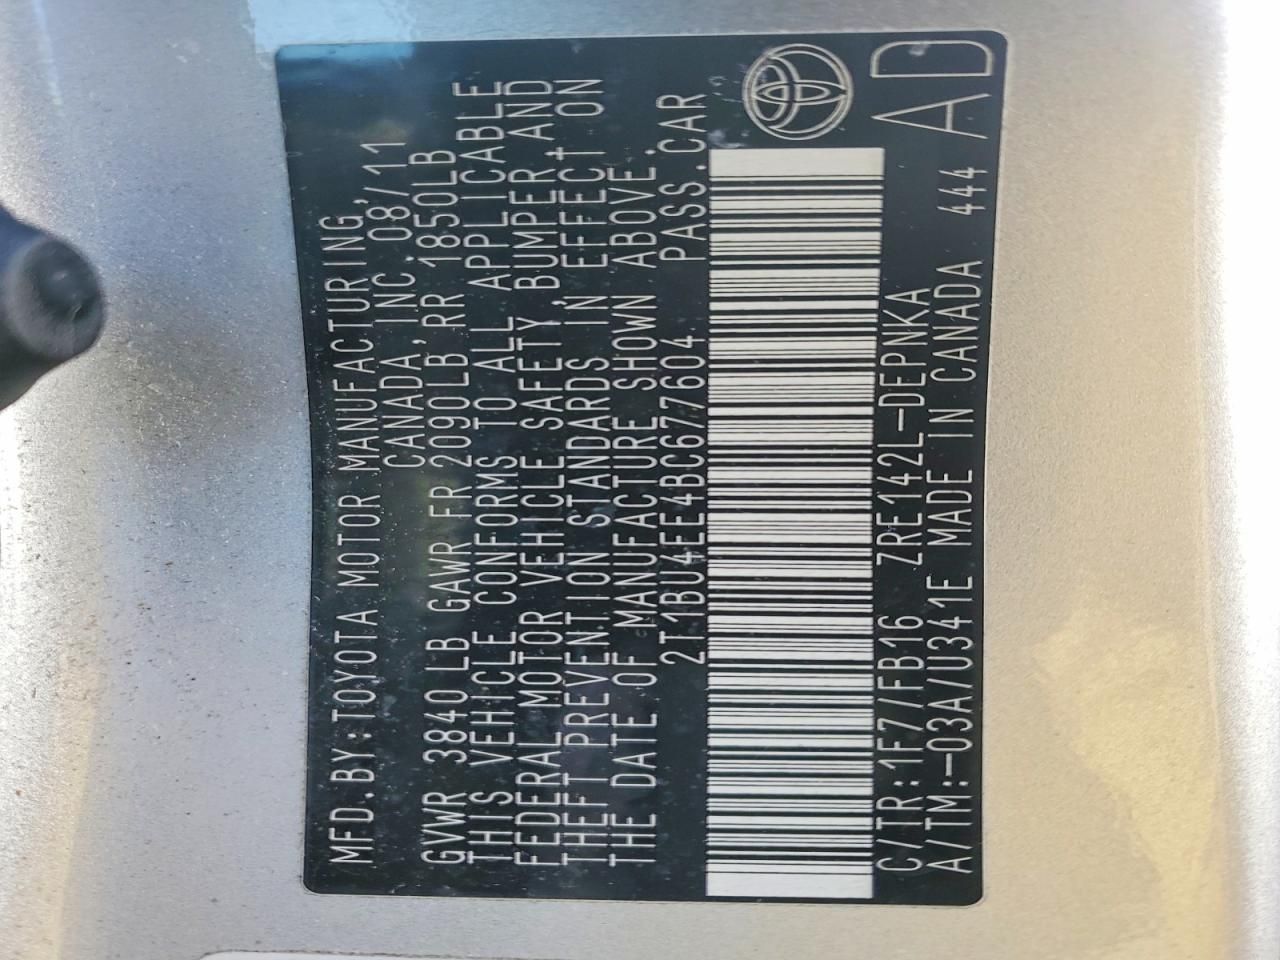 MFD.BY:TOYOTA MOTOR MANUFACTURING,
CANADA, INC. 08/11
GVWR 3840 LB GAWR FR 2090LB RR 1850LB
THIS VEHICLE CONFORMS TO ALL APPLICABLE
FEDERAL MOTOR VEHICLE SAFETY, BUMPER, AND
THEFT PREVENTION STANDARDS IN EFFECT ON
THE DATE OF MANUFACTURE SHOWN ABOVE.
2T1BU4EE4BC677604 PASS.CAR
C/TR:1F7/FB16 ZRE142L-DEPNKA
A/TM:-03A/U341E MADE IN CANADA 444
AD